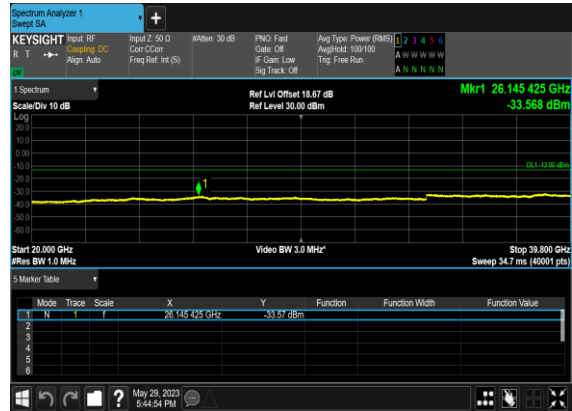 Spectrum Analyzer 1
Swept SA
+
KEYSIGHT Input: RF Input Z: 50 Ω #Atten: 30 dB PNO: Fast Avg Type: Power (RMS) 1 2 3 4 5 6
R T Coupling: DC Corr CCorr Gate: Off Avg|Hold: 100/100 A W W W W W
Align: Auto Freq Ref: Int (S) IF Gain: Low Trig: Free Run
LW Sig Track: Off A N N N N N
1 Spectrum Ref Lvl Offset 18.67 dB Mkr1 26.145 425 GHz
Scale/Div 10 dB Ref Level 30.00 dBm -33.568 dBm
Log
20.0
10.0
0.00
-10.0 DL1 -13.00 dBm
-20.0
-30.0 1
-40.0
-50.0
-60.0
Start 20.000 GHz Video BW 3.0 MHz* Stop 39.800 GHz
#Res BW 1.0 MHz Sweep 34.7 ms (40001 pts)
5 Marker Table
Mode Trace Scale X Y Function Function Width Function Value
1 N 1 f 26.145 425 GHz -33.57 dBm
2
3
4
5
6
? May 29, 2023
5:44:54 PM